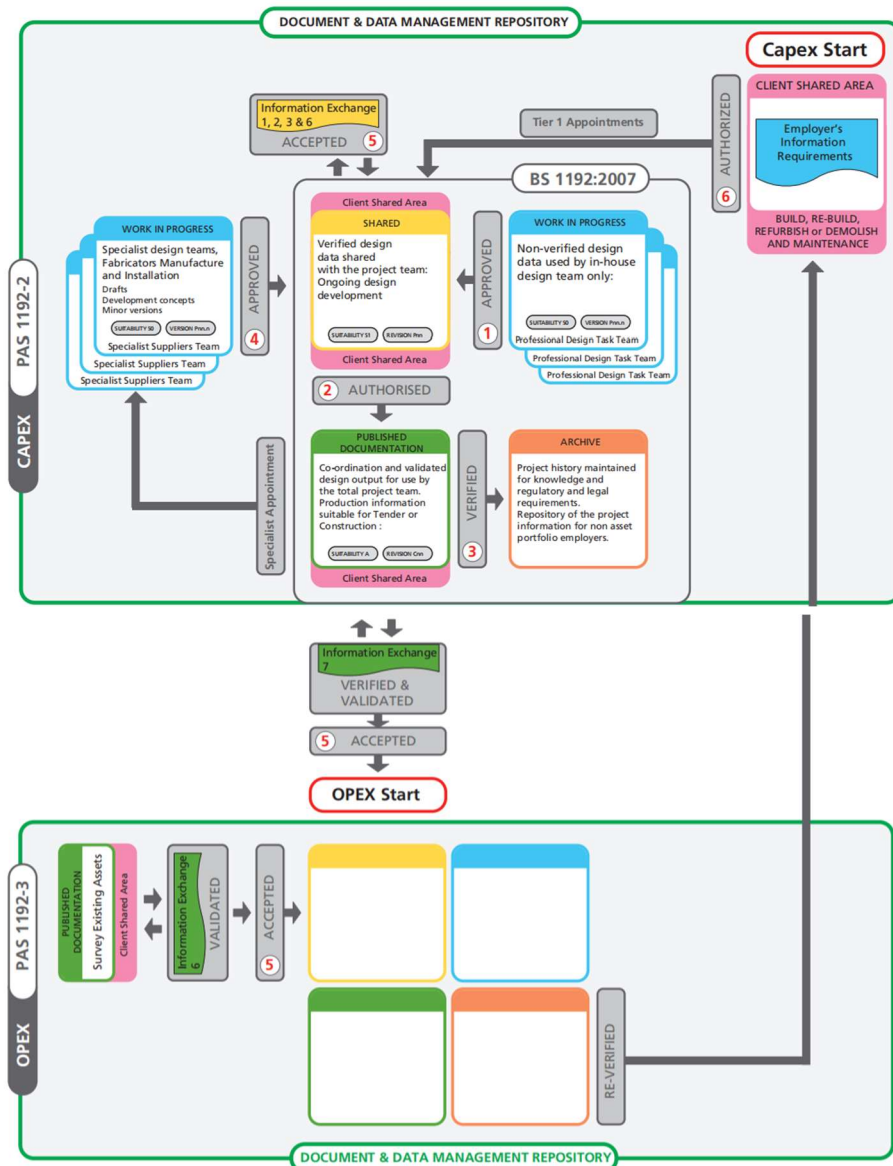 DOCUMENT & DATA MANAGEMENT REPOSITORY
Capex Start
CLIENT SHARED AREA
Employer's
Information
Requirements
BUILD, RE-BUILD,
REFURBISH or DEMOLISH
AND MAINTENANCE
AUTHORIZED
6
Tier 1 Appointments
Information Exchange
1, 2, 3 & 6
ACCEPTED
5
BS 1192:2007
PAS 1192-2
CAPEX
WORK IN PROGRESS
Specialist design teams,
Fabricators Manufacture
and Installation
Drafts
Development concepts
Minor versions
SUITABILITY S0
VERSION Pnn.n
Specialist Suppliers Team
Specialist Suppliers Team
Specialist Suppliers Team
APPROVED
4
Client Shared Area
SHARED
Verified design
data shared
with the project team:
Ongoing design
development
SUITABILITY S1
REVISION Pnn
Client Shared Area
APPROVED
1
WORK IN PROGRESS
Non-verified design
data used by in-house
design team only:
SUITABILITY S0
VERSION Pnn.n
Professional Design Task Team
Professional Design Task Team
Professional Design Task Team
2
AUTHORISED
Specialist Appointment
PUBLISHED
DOCUMENTATION
Co-ordination and validated
design output for use by
the total project team.
Production information
suitable for Tender or
Construction :
SUITABILITY A
REVISION Cnn
Client Shared Area
VERIFIED
3
ARCHIVE
Project history maintained
for knowledge and
regulatory and legal
requirements.
Repository of the project
information for non asset
portfolio employers.
Information Exchange
7
VERIFIED &
VALIDATED
5
ACCEPTED
OPEX Start
PAS 1192-3
OPEX
PUBLISHED
DOCUMENTATION
Survey Existing Assets
Client Shared Area
Information Exchange
6
VALIDATED
ACCEPTED
5
RE-VERIFIED
DOCUMENT & DATA MANAGEMENT REPOSITORY